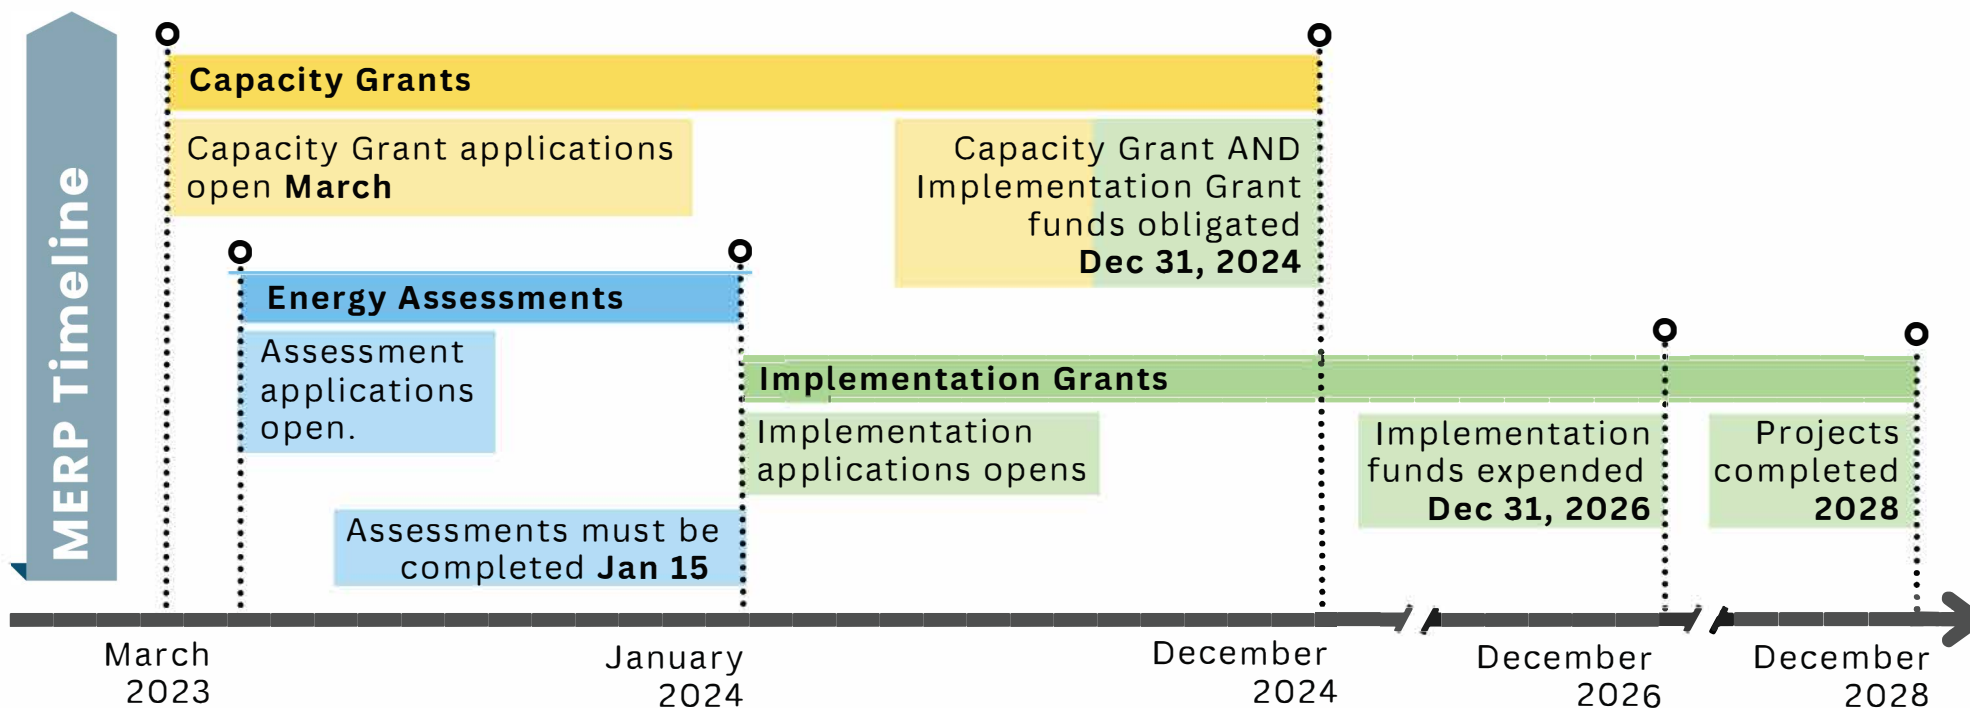 MERP Timeline
Capacity Grants
Capacity Grant applications
open March
Capacity Grant AND
Implementation Grant
funds obligated
Dec 31, 2024
Energy Assessments
Assessment
applications
open.
Assessments must be
completed Jan 15
Implementation Grants
Implementation
applications opens
Implementation
funds expended
Dec 31, 2026
Projects
completed
2028
March
2023
January
2024
December
2024
December
2026
December
2028